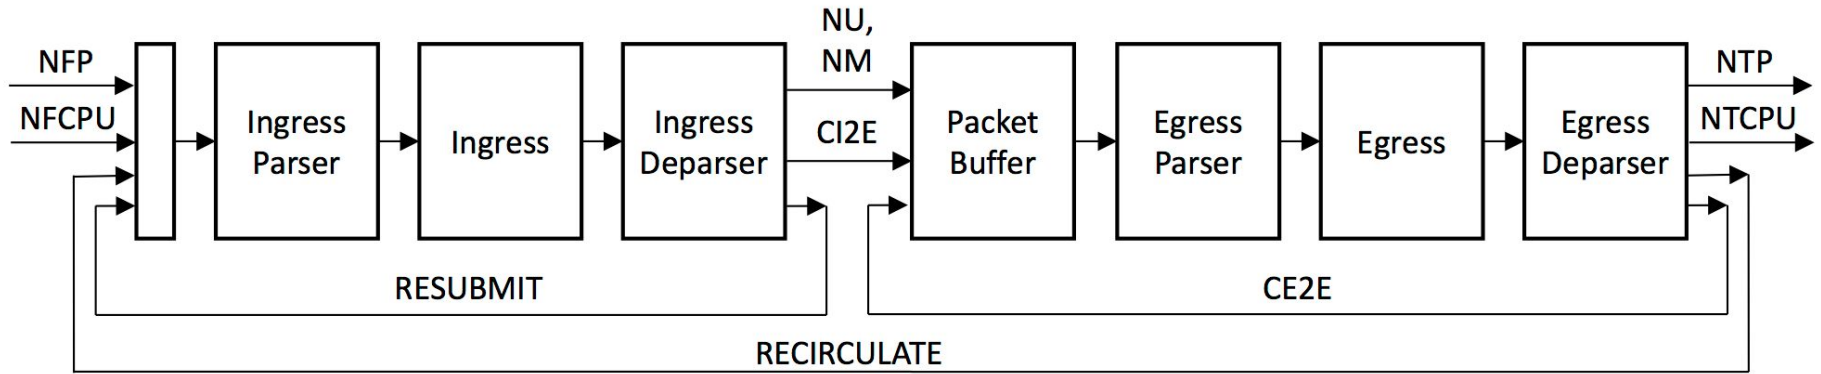 NU,
NM
NFP
NFCPU
Ingress
Parser
Ingress
Ingress
Deparser
CI2E
Packet
Buffer
Egress
Parser
Egress
Egress
Deparser
NTP
NTCPU
RESUBMIT
CE2E
RECIRCULATE